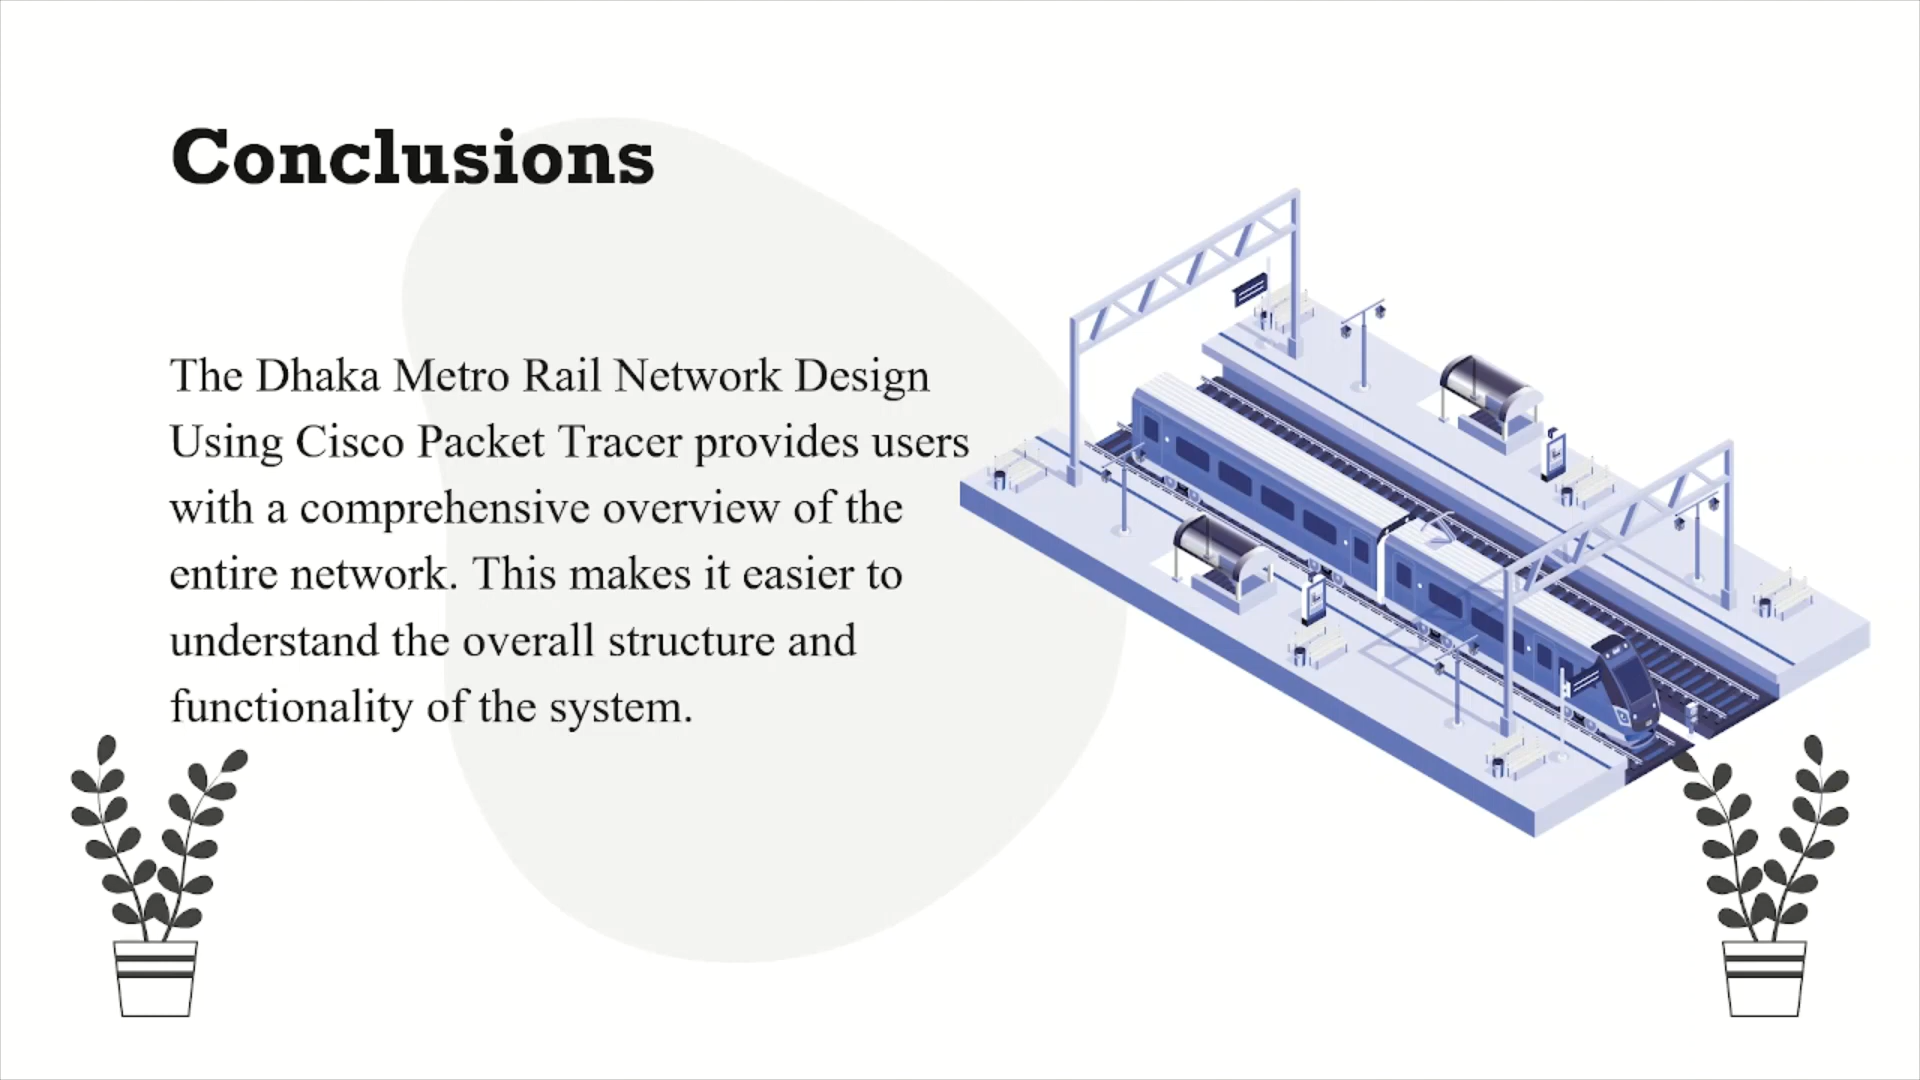 Conclusions
The Dhaka Metro Rail Network Design
Using Cisco Packet Tracer provides users
with a comprehensive overview of the
entire network. This makes it easier to
understand the overall structure and
functionality of the system.